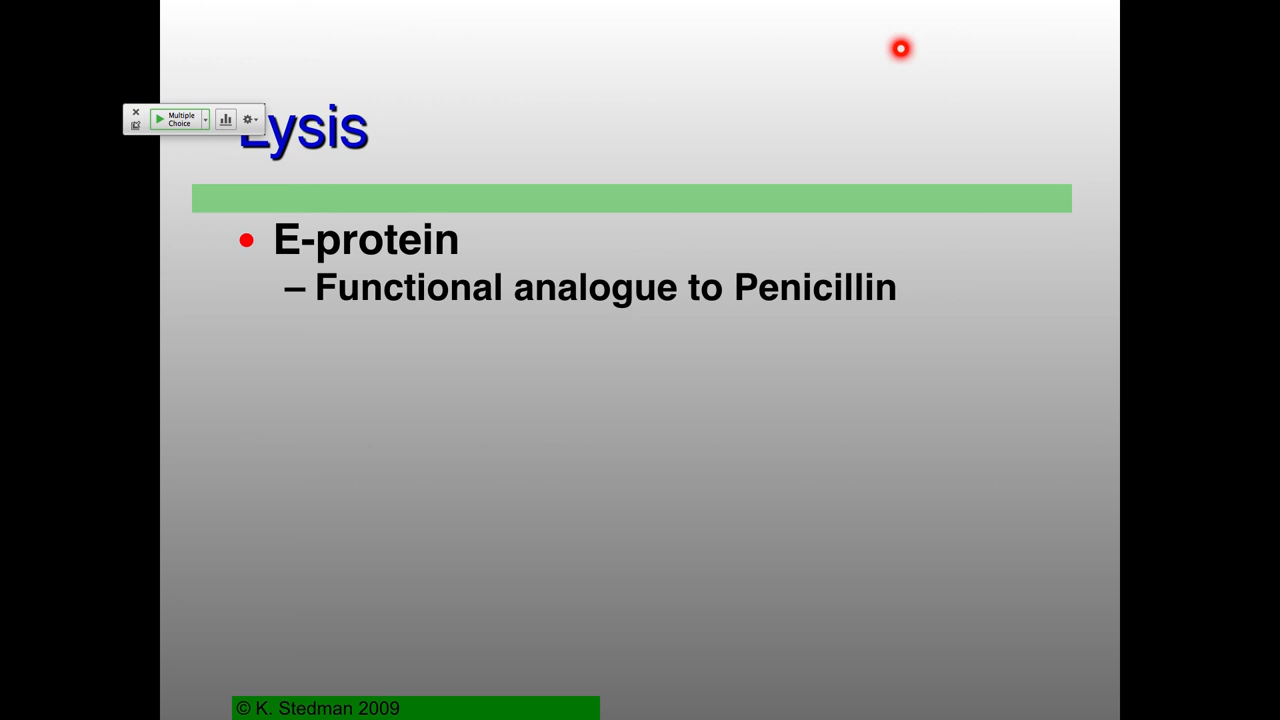 Multiple
Choice
Lysis
E-protein
– Functional analogue to Penicillin
© K. Stedman 2009